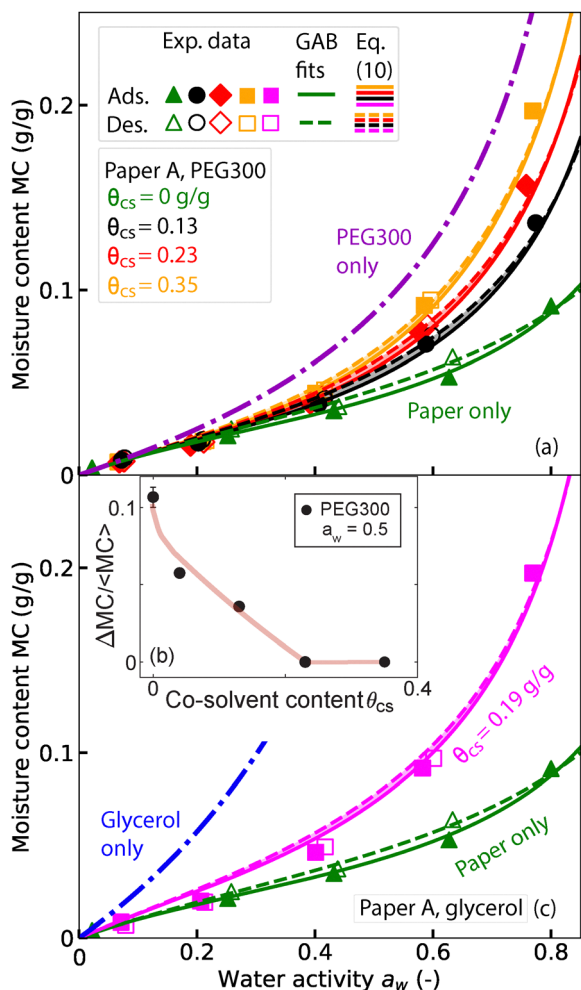 Exp. data
GAB fits
Eq. (10)
Ads.
Des.
Paper A, PEG300
θcs = 0 g/g
θcs = 0.13
θcs = 0.23
θcs = 0.35
PEG300 only
Paper only
(a)
Moisture content MC (g/g)
0.2
0.1
0
0.1
0
ΔMC/<MC>
PEG300
a_w = 0.5
(b)
0
0.4
Co-solvent content θcs
Moisture content MC (g/g)
0.2
0.1
0
θcs = 0.19 g/g
Glycerol only
Paper only
Paper A, glycerol (c)
0
0.2
0.4
0.6
0.8
Water activity a_w (-)